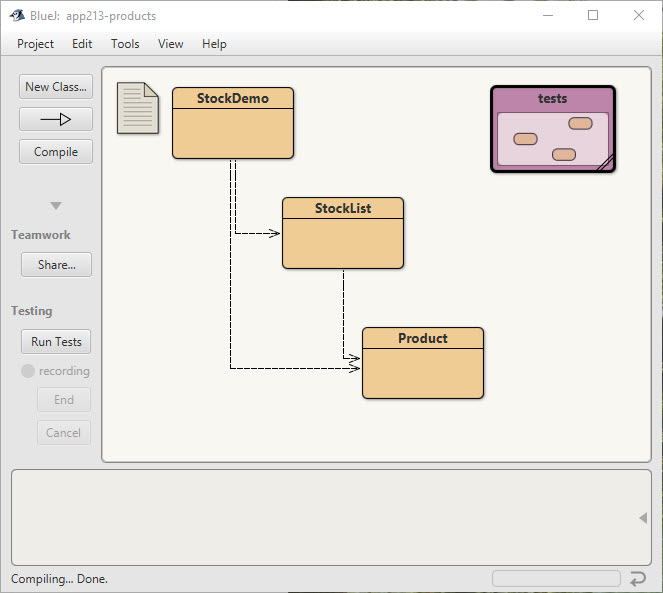 BlueJ: app213-products
Project Edit Tools View Help
New Class...
Compile
Teamwork
Share...
Testing
Run Tests
recording
End
Cancel
StockDemo
StockList
Product
tests
Compiling... Done.